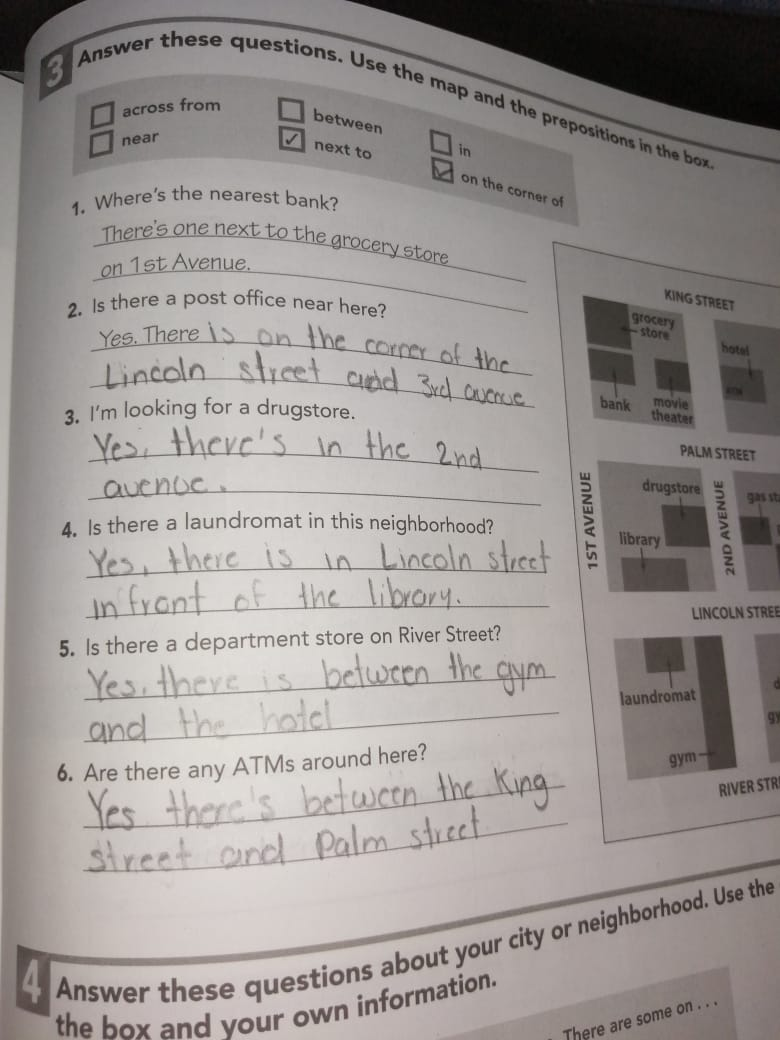 3 Answer these questions. Use the map and the prepositions in the box.
across from
between
in
near
next to
on the corner of
1. Where's the nearest bank?
There's one next to the grocery store
on 1st Avenue.
2. Is there a post office near here?
Yes. There is on the corner of the
Lincoln street and 3rd avenue
3. I'm looking for a drugstore.
Yes, there's in the 2nd
avenue.
4. Is there a laundromat in this neighborhood?
Yes, there is in Lincoln street
in front of the library.
5. Is there a department store on River Street?
Yes, there is between the gym
and the hotel
6. Are there any ATMs around here?
Yes there's between the King
street and Palm street
KING STREET
grocery
store
hotel
ATM
bank
movie
theater
PALM STREET
1ST AVENUE
drugstore
2ND AVENUE
gas st
library
LINCOLN STREE
laundromat
d
gy
gym
RIVER STR
4 Answer these questions about your city or neighborhood. Use the
the box and your own information.
There are some on . . .